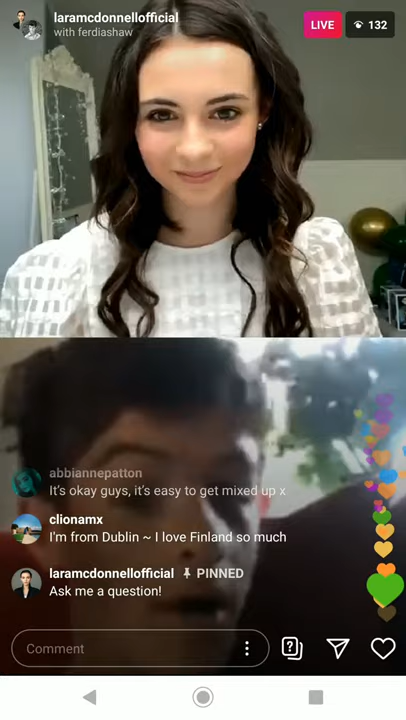 laramcdonnellofficial
with ferdiashaw
LIVE
132
abbiannepatton
It's okay guys, it's easy to get mixed up x
clionamx
I'm from Dublin ~ I love Finland so much
laramcdonnellofficial PINNED
Ask me a question!
Comment